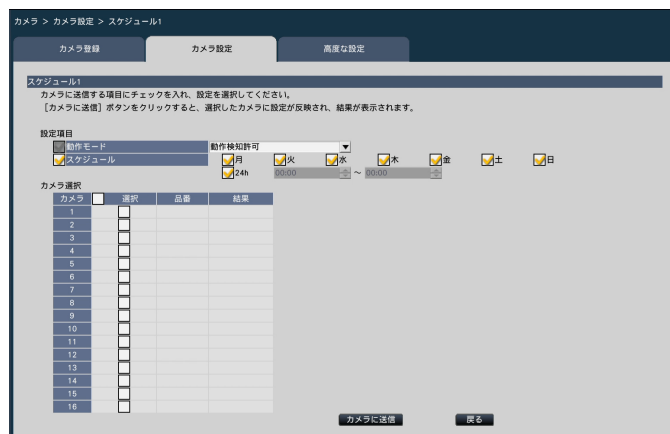 カメラ > カメラ設定 > スケジュール1
カメラ登録 カメラ設定 高度な設定
スケジュール1
カメラに送信する項目にチェックを入れ、設定を選択してください。
［カメラに送信］ボタンをクリックすると、選択したカメラに設定が反映され、結果が表示されます。
設定項目
動作モード 動作検知許可
スケジュール 月 火 水 木 金 土 日
24h 00:00 ～ 00:00
カメラ選択
カメラ 選択 品番 結果
1
2
3
4
5
6
7
8
9
10
11
12
13
14
15
16
カメラに送信 戻る